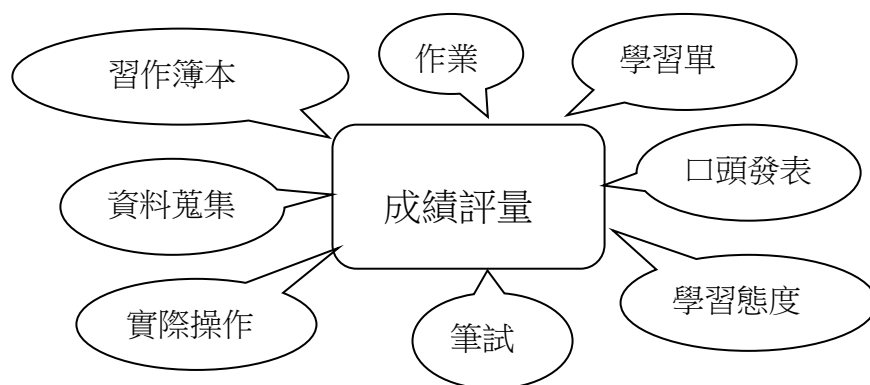 作業
學習單
習作簿本
口頭發表
資料蒐集
成績評量
學習態度
實際操作
筆試